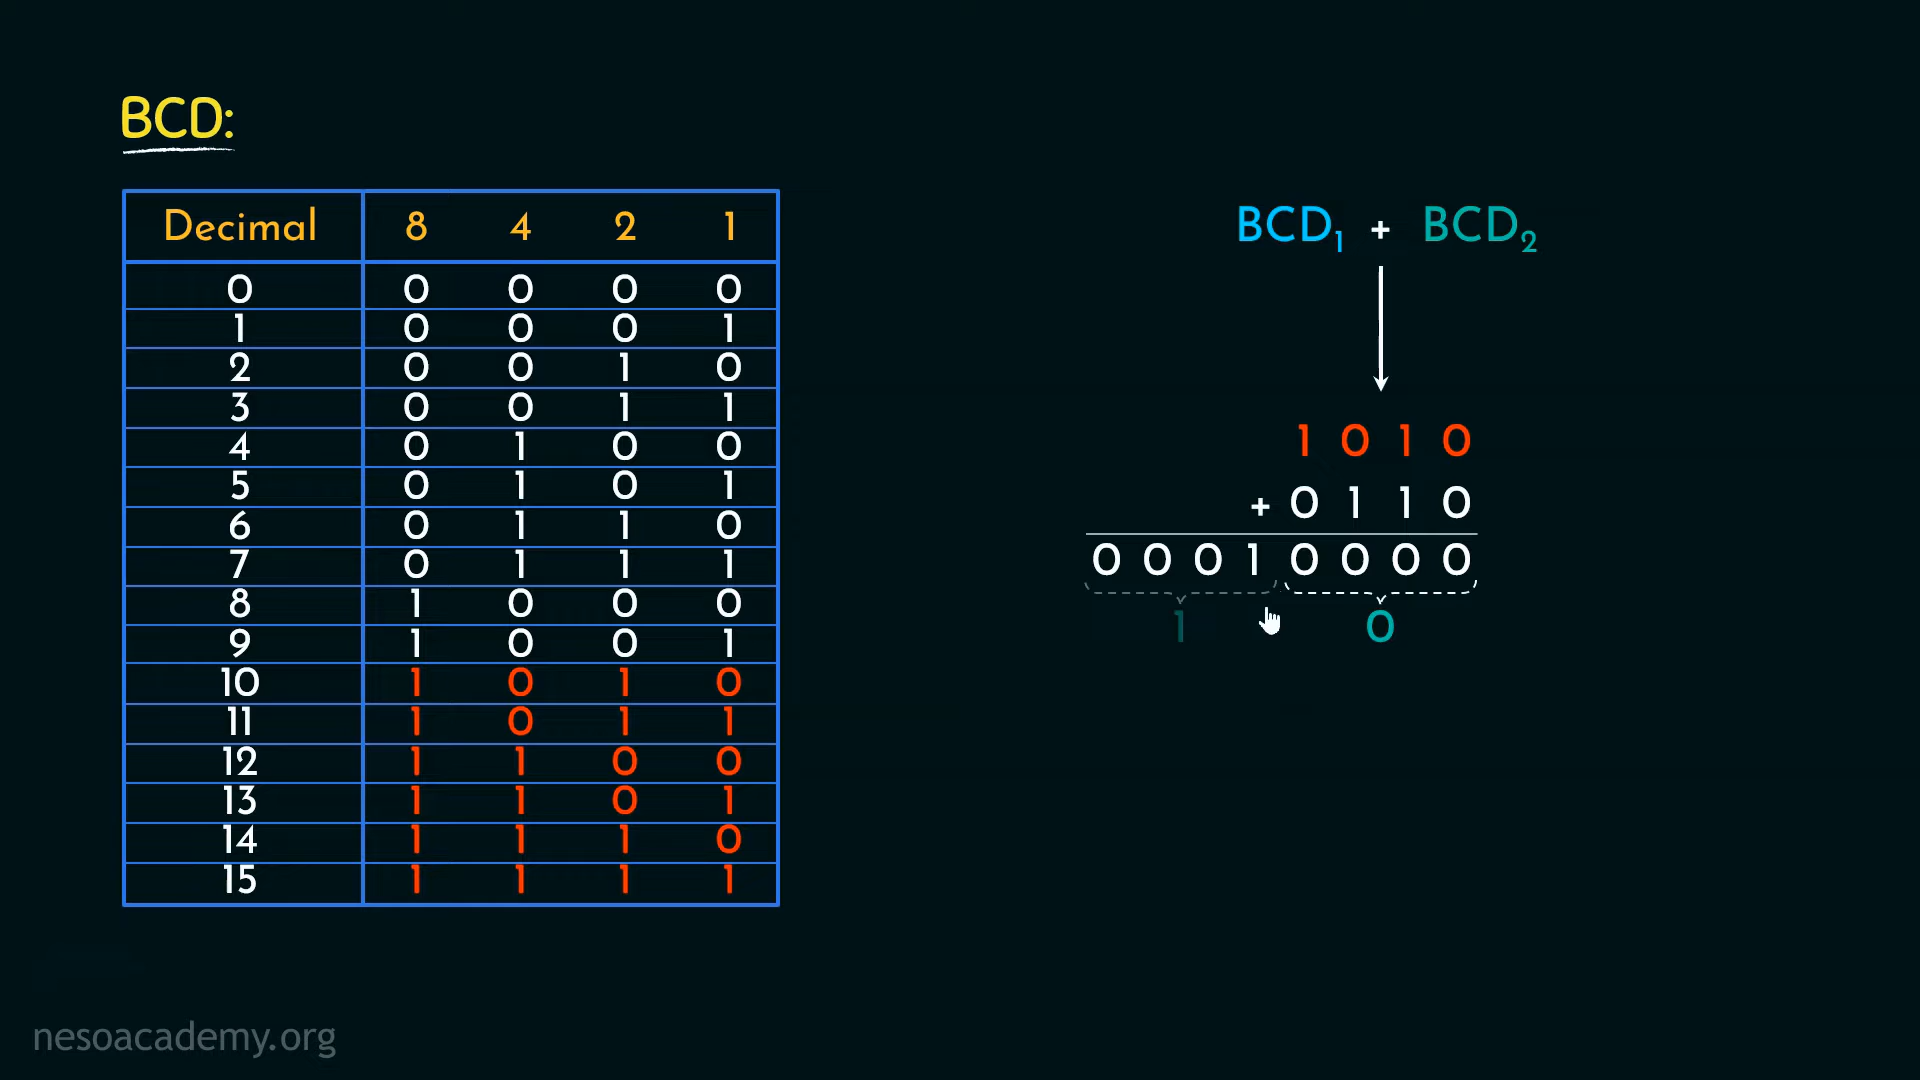 BCD:
Decimal 8 4 2 1
0 0 0 0 0
1 0 0 0 1
2 0 0 1 0
3 0 0 1 1
4 0 1 0 0
5 0 1 0 1
6 0 1 1 0
7 0 1 1 1
8 1 0 0 0
9 1 0 0 1
10 1 0 1 0
11 1 0 1 1
12 1 1 0 0
13 1 1 0 1
14 1 1 1 0
15 1 1 1 1
BCD₁ + BCD₂
1 0 1 0
+ 0 1 1 0
0 0 0 1 0 0 0 0
1 0
nesoacademy.org